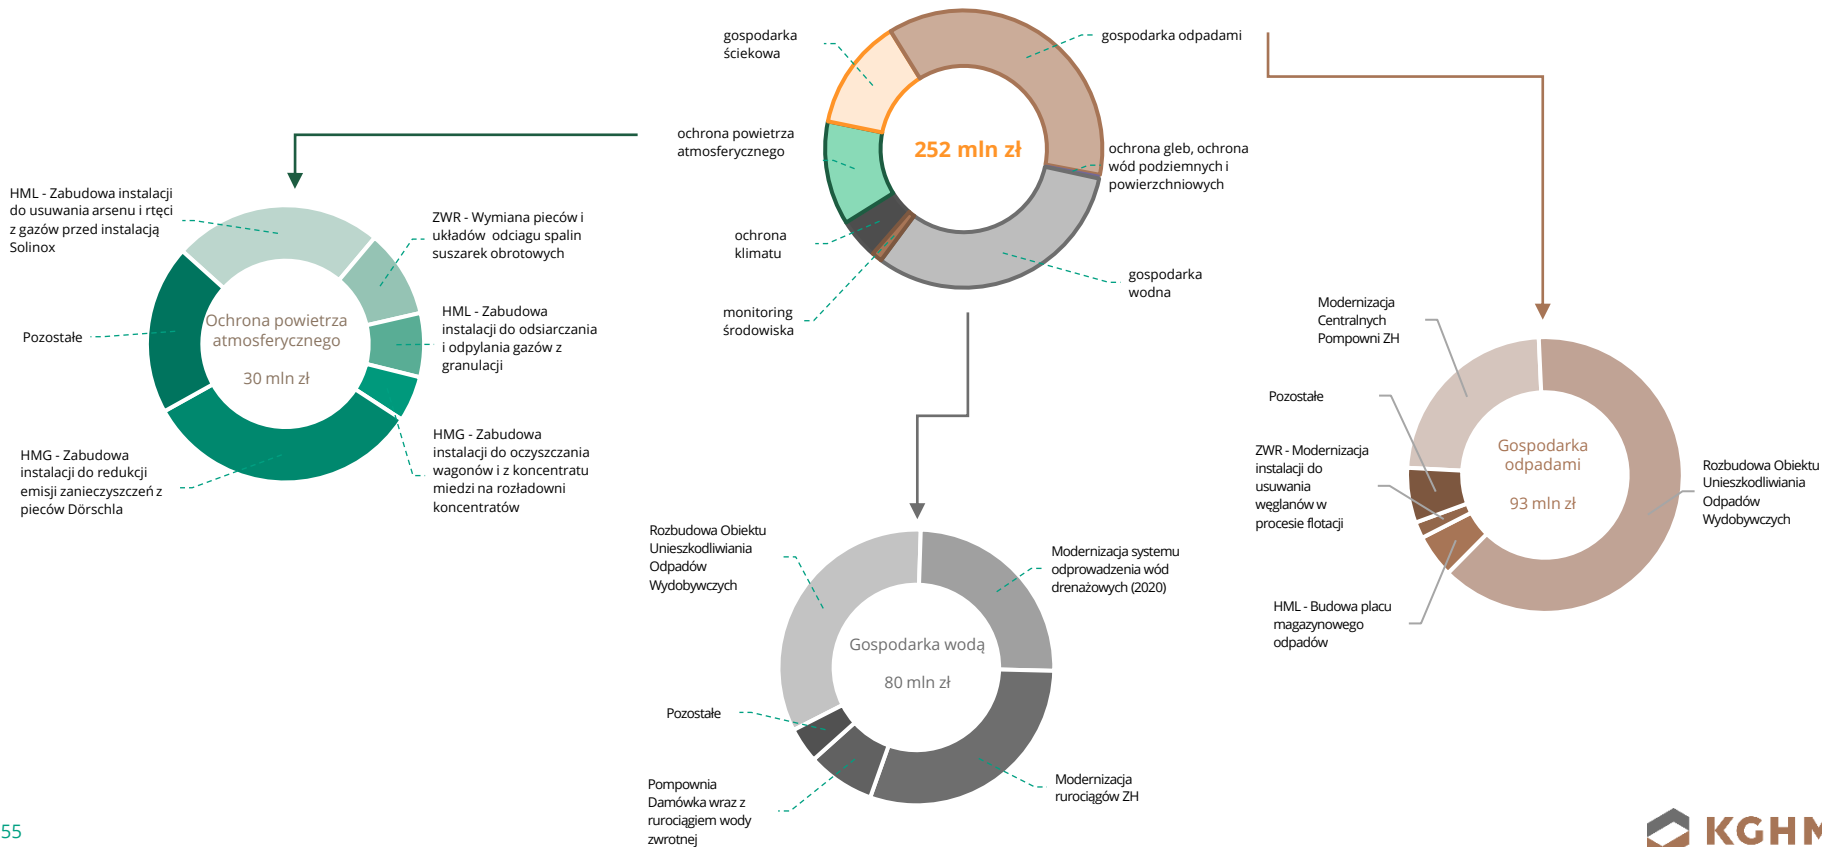 gospodarka
ściekowa
gospodarka odpadami
ochrona powietrza
atmosferycznego
252 mln zł
ochrona gleb, ochrona
wód podziemnych i
powierzchniowych
ochrona
klimatu
monitoring
środowiska
gospodarka
wodna
HML - Zabudowa instalacji
do usuwania arsenu i rtęci
z gazów przed instalacją
Solinox
ZWR - Wymiana pieców i
układów odciagu spalin
suszarek obrotowych
HML - Zabudowa
instalacji do odsiarczania
i odpylania gazów z
granulacji
Pozostałe
Ochrona powietrza
atmosferycznego
30 mln zł
HMG - Zabudowa
instalacji do oczyszczania
wagonów i z koncentratu
miedzi na rozładowni
koncentratów
HMG - Zabudowa
instalacji do redukcji
emisji zanieczyszczeń z
pieców Dörschla
Rozbudowa Obiektu
Unieszkodliwiania
Odpadów
Wydobywczych
Modernizacja systemu
odprowadzenia wód
drenażowych (2020)
Gospodarka wodą
80 mln zł
Pozostałe
Pompownia
Damówka wraz z
rurociągiem wody
zwrotnej
Modernizacja
rurociągów ZH
Modernizacja
Centralnych
Pompowni ZH
Pozostałe
ZWR - Modernizacja
instalacji do
usuwania
węglanów w
procesie flotacji
Gospodarka
odpadami
93 mln zł
Rozbudowa Obiektu
Unieszkodliwiania
Odpadów
Wydobywczych
HML - Budowa placu
magazynowego
odpadów
55
KGHM